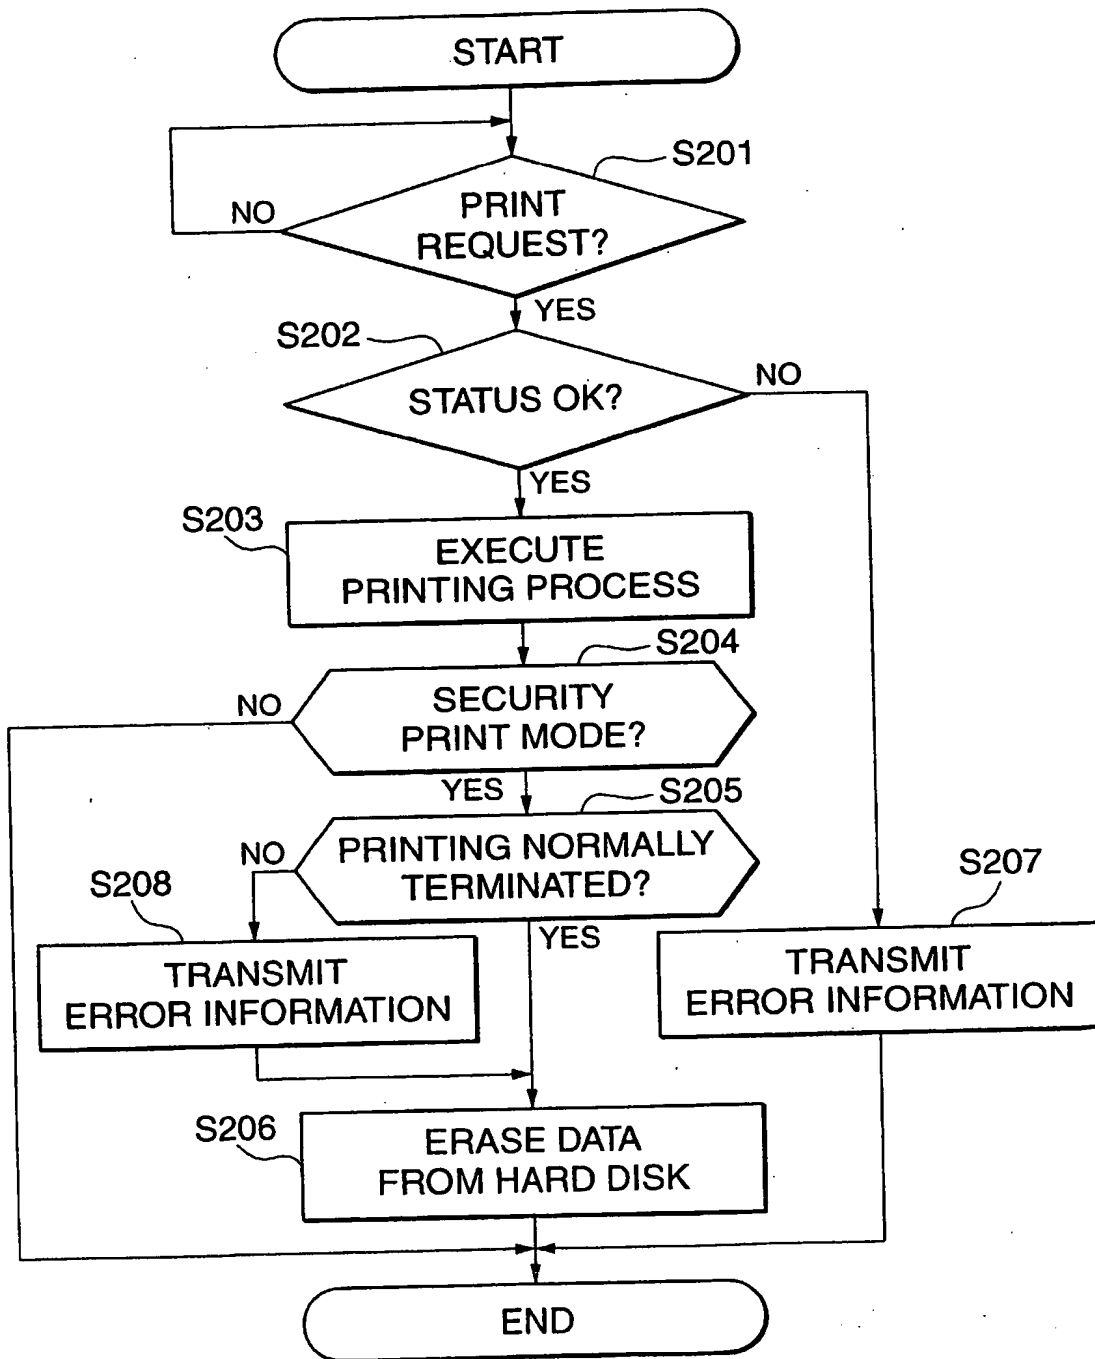 START
S201
NO
PRINT
REQUEST?
YES
S202
NO
STATUS OK?
YES
S203
EXECUTE
PRINTING PROCESS
S204
NO
SECURITY
PRINT MODE?
YES
S205
NO
PRINTING NORMALLY
TERMINATED?
S208
S207
YES
TRANSMIT
ERROR INFORMATION
TRANSMIT
ERROR INFORMATION
S206
ERASE DATA
FROM HARD DISK
END